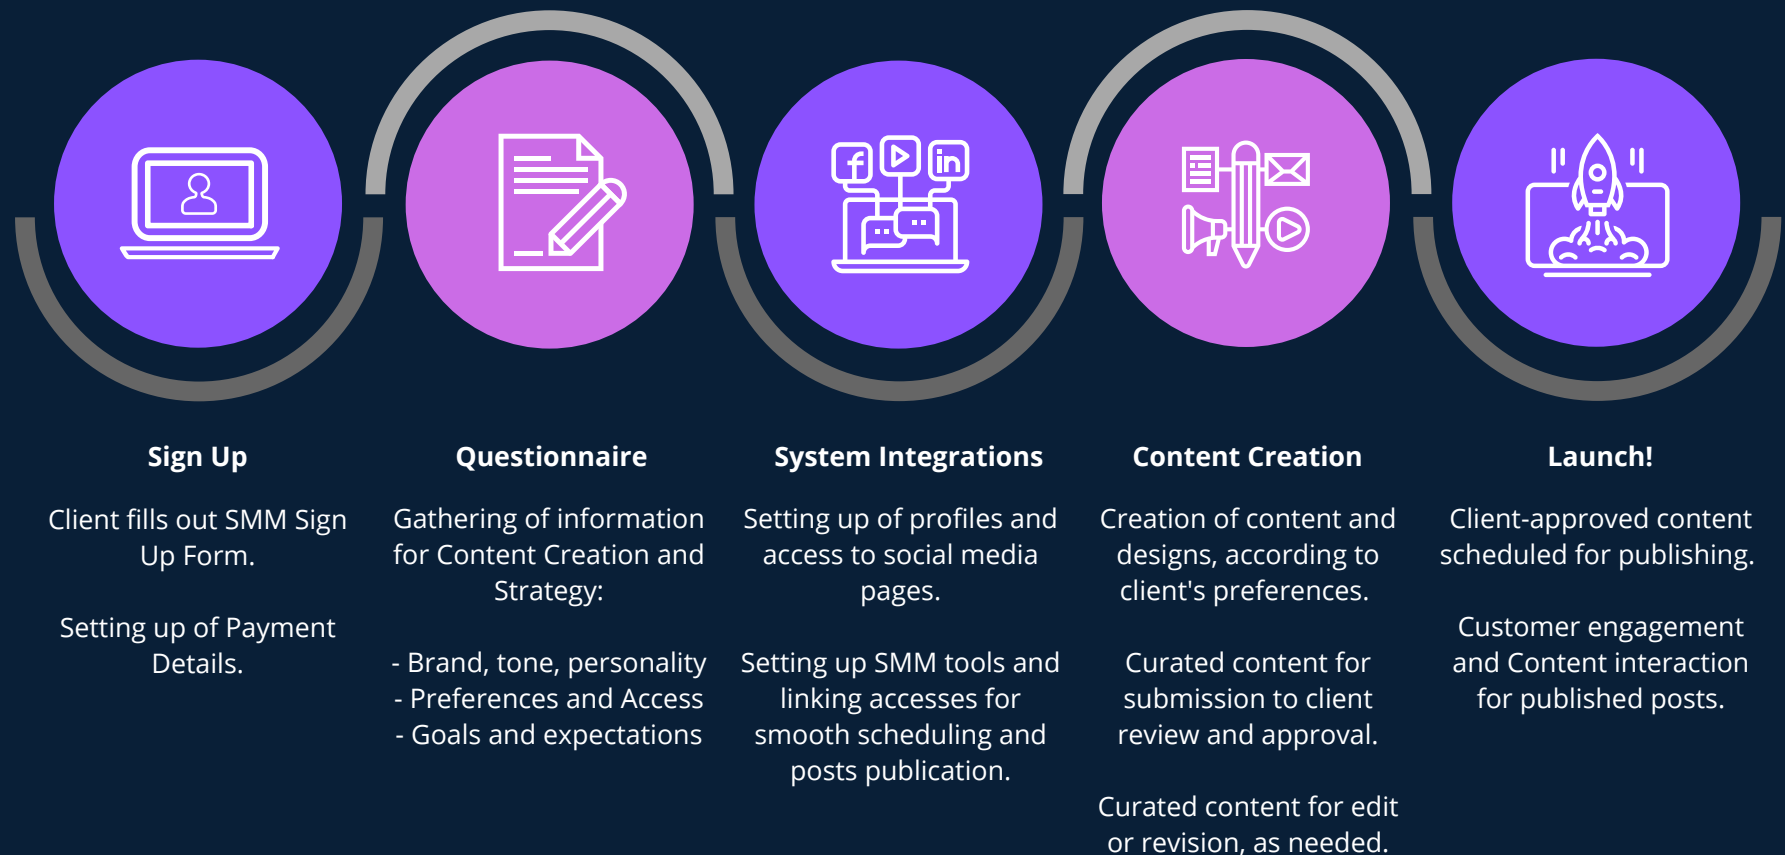 f
in
Sign Up
Client fills out SMM Sign
Up Form.
Setting up of Payment
Details.
Questionnaire
Gathering of information
for Content Creation and
Strategy:
- Brand, tone, personality
- Preferences and Access
- Goals and expectations
System Integrations
Setting up of profiles and
access to social media
pages.
Setting up SMM tools and
linking accesses for
smooth scheduling and
posts publication.
Content Creation
Creation of content and
designs, according to
client's preferences.
Curated content for
submission to client
review and approval.
Curated content for edit
or revision, as needed.
Launch!
Client-approved content
scheduled for publishing.
Customer engagement
and Content interaction
for published posts.